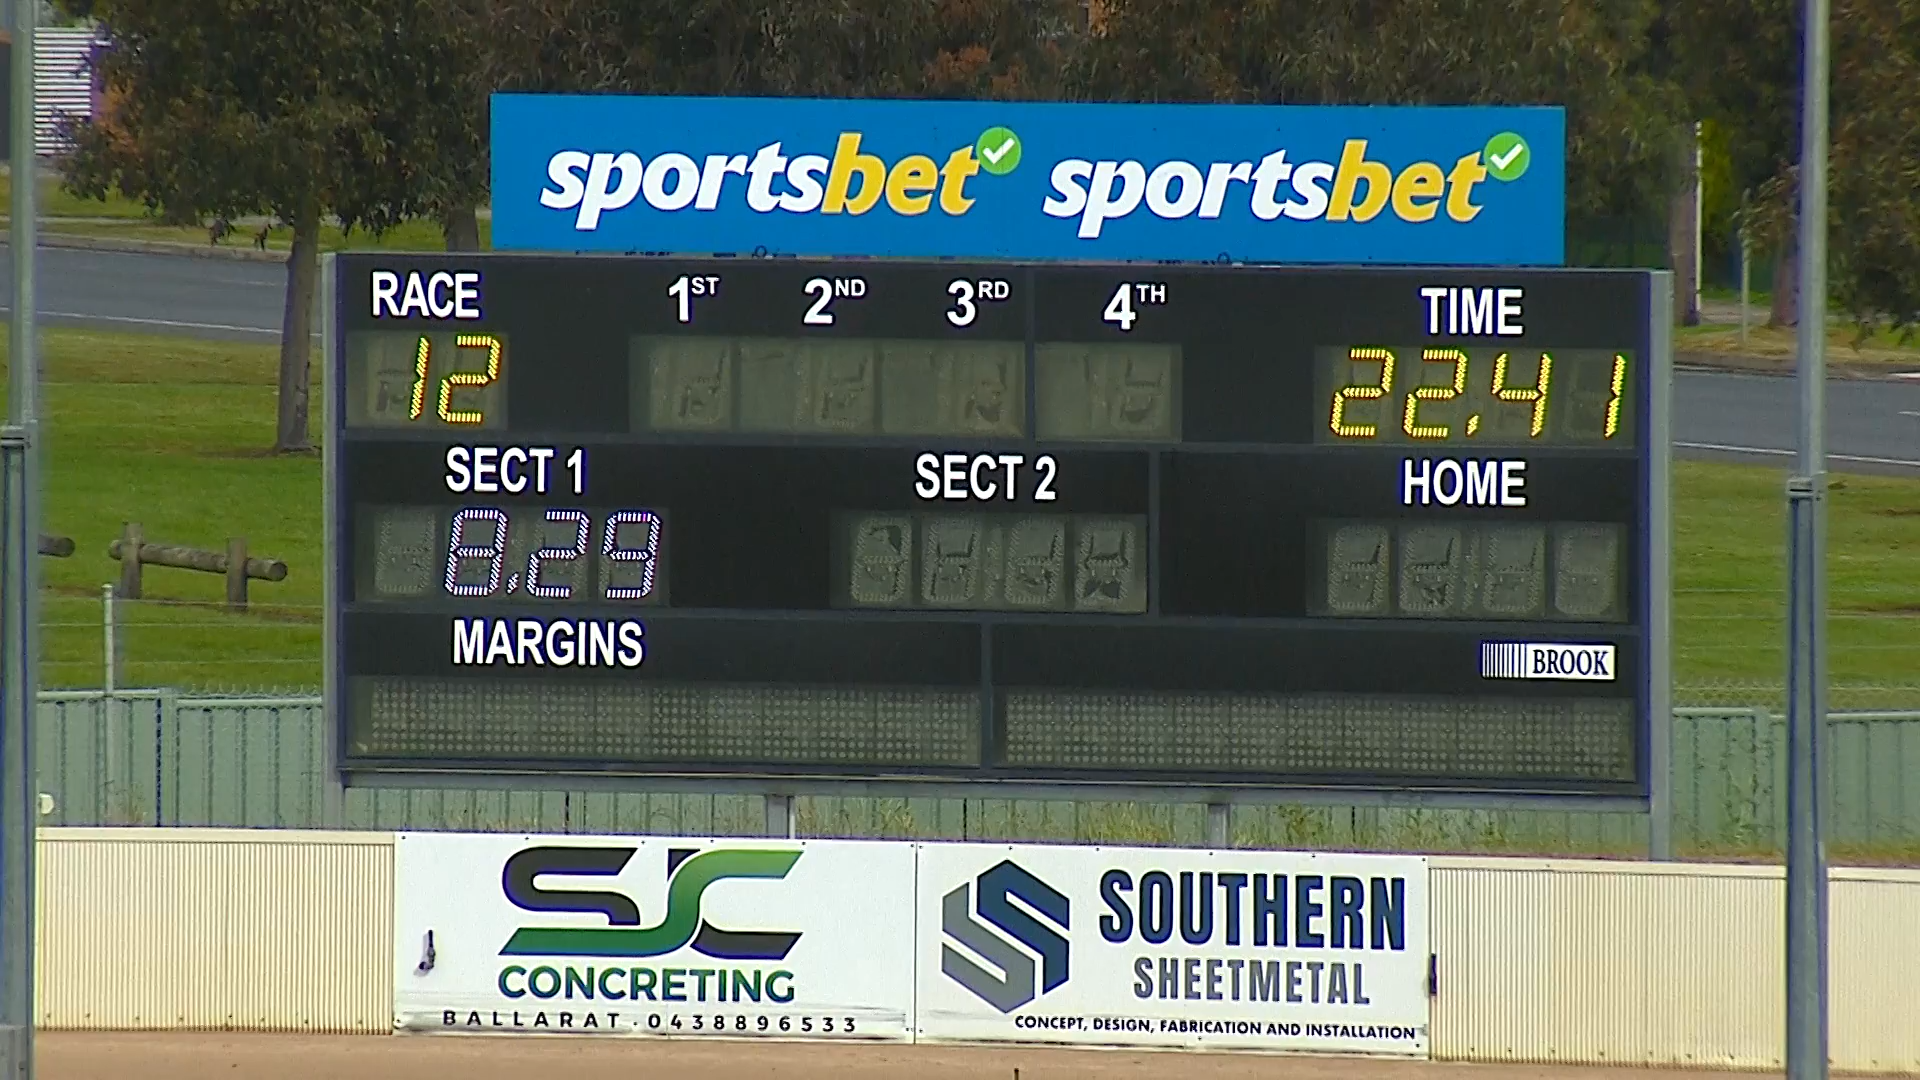 sportsbet sportsbet
RACE 1ST 2ND 3RD 4TH TIME
12 22.41
SECT 1 SECT 2 HOME
8.29
MARGINS
BROOK
SJC
CONCRETING
BALLARAT . 0438896533
SOUTHERN
SHEETMETAL
CONCEPT, DESIGN, FABRICATION AND INSTALLATION